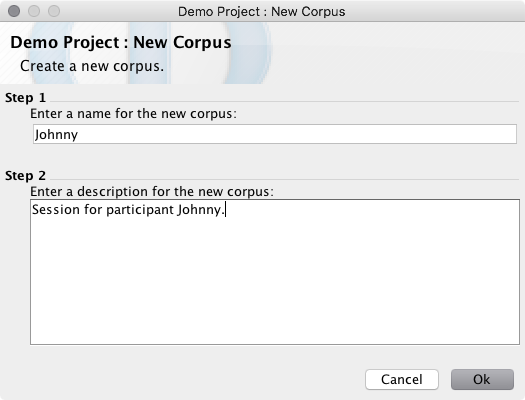 Demo Project : New Corpus
Demo Project : New Corpus
Create a new corpus.
Step 1
Enter a name for the new corpus:
Johnny
Step 2
Enter a description for the new corpus:
Session for participant Johnny.
Cancel Ok